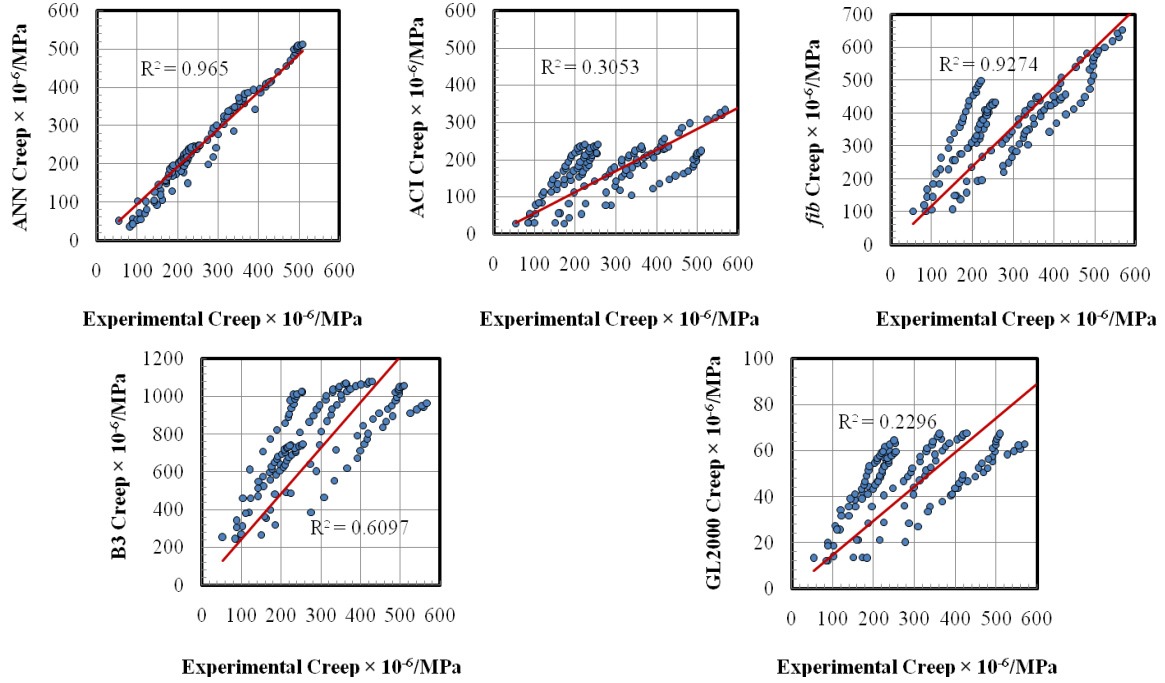 600
500
400
300
200
100
0
R² = 0.965
ANN Creep × 10⁻⁶/MPa
0 100 200 300 400 500 600
Experimental Creep × 10⁻⁶/MPa
600
500
400
300
200
100
0
R² = 0.3053
ACI Creep × 10⁻⁶/MPa
0 100 200 300 400 500 600
Experimental Creep × 10⁻⁶/MPa
700
600
500
400
300
200
100
0
R² = 0.9274
fib Creep × 10⁻⁶/MPa
0 100 200 300 400 500 600
Experimental Creep × 10⁻⁶/MPa
1200
1000
800
600
400
200
0
R² = 0.6097
B3 Creep × 10⁻⁶/MPa
0 100 200 300 400 500 600
Experimental Creep × 10⁻⁶/MPa
100
80
60
40
20
0
R² = 0.2296
GL2000 Creep × 10⁻⁶/MPa
0 100 200 300 400 500 600
Experimental Creep × 10⁻⁶/MPa